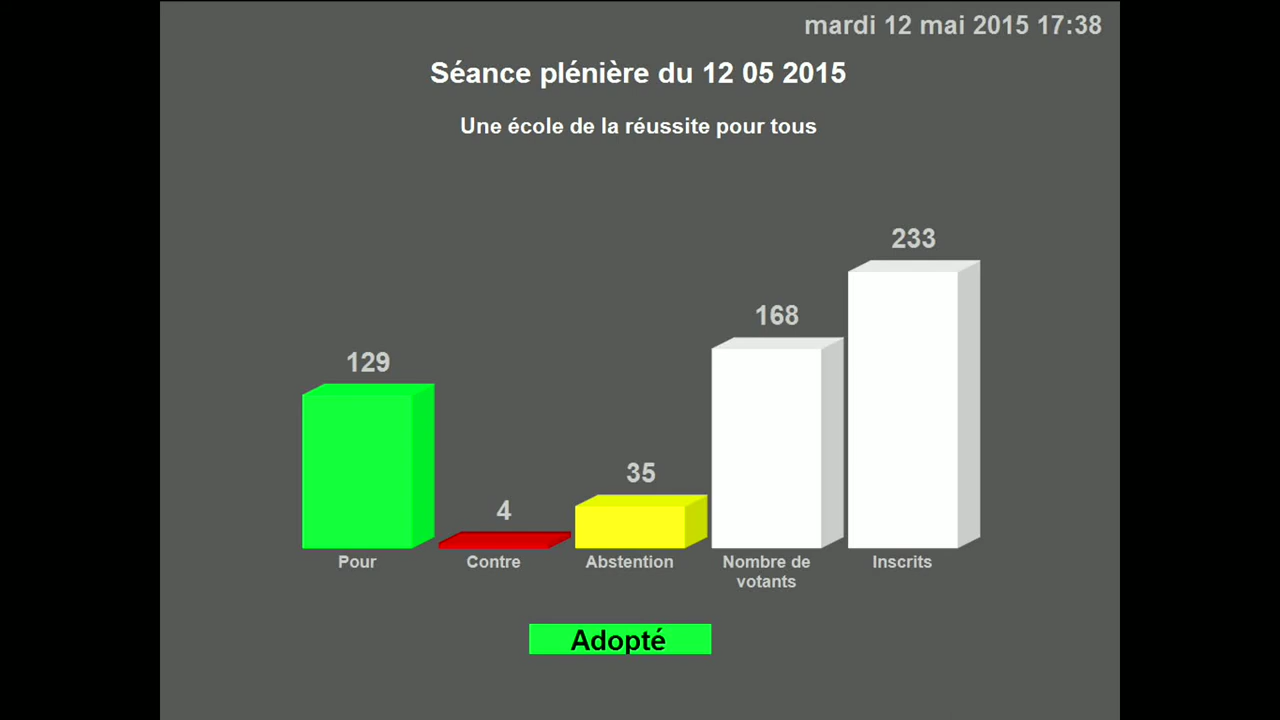 mardi 12 mai 2015 17:38
Séance plénière du 12 05 2015
Une école de la réussite pour tous
233
168
129
35
4
Pour
Contre
Abstention
Nombre de
votants
Inscrits
Adopté